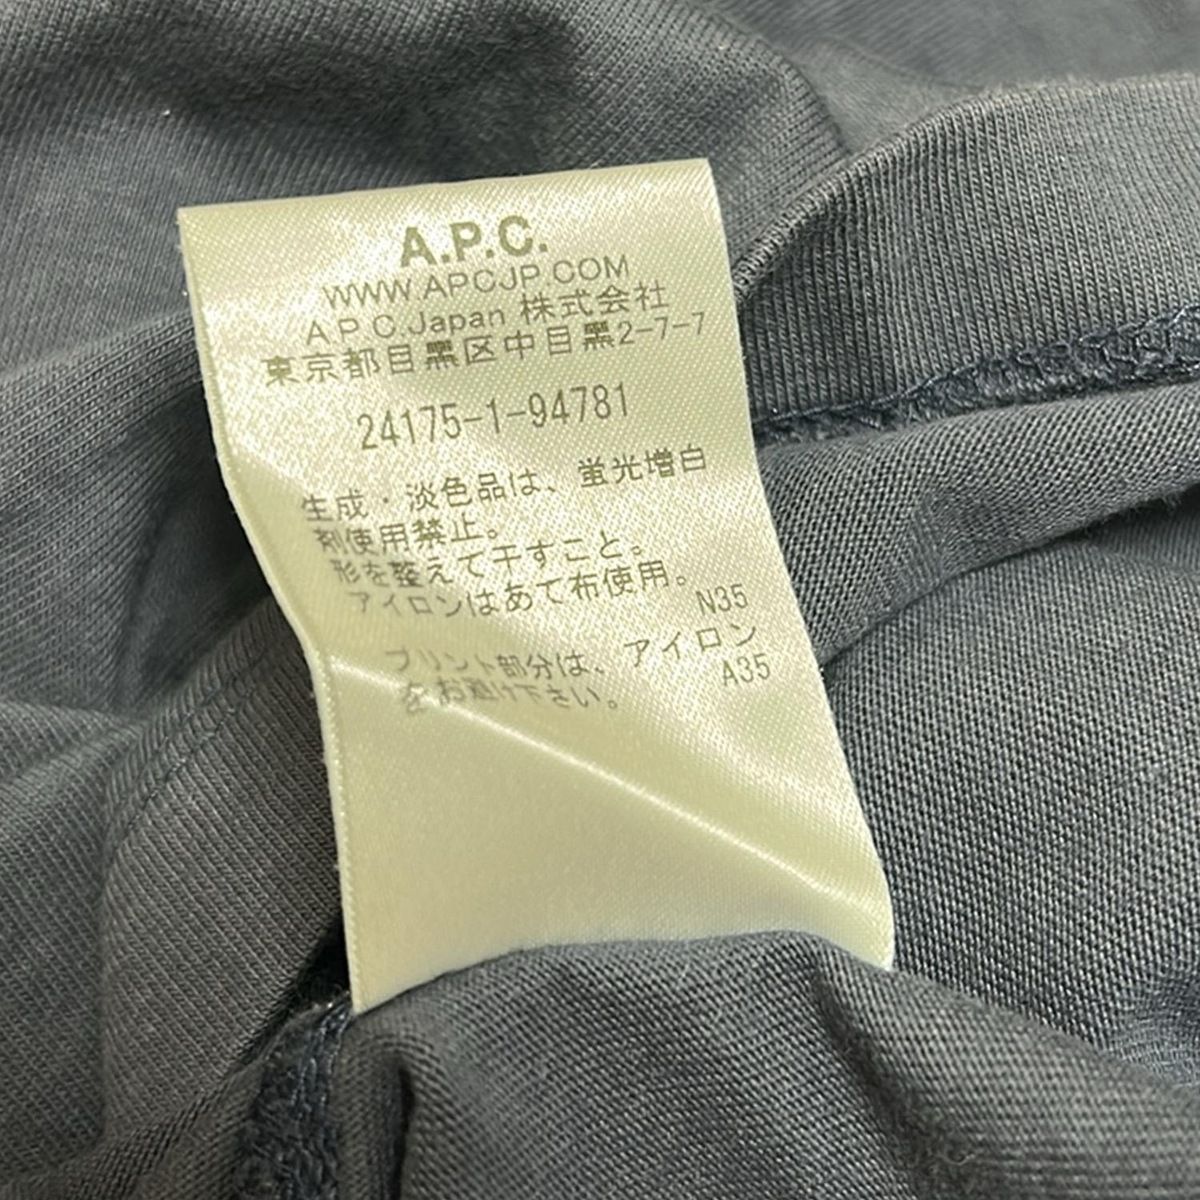 A.P.C.
WWW.APCJP.COM
A.P.C.Japan 株式会社
東京都目黒区中目黒2-7-7
24175-1-94781
生成・淡色品は、蛍光増白
剤使用禁止。
形を整えて干すこと。
アイロンはあて布使用。
N35
プリント部分は、アイロン
をお避け下さい。
A35